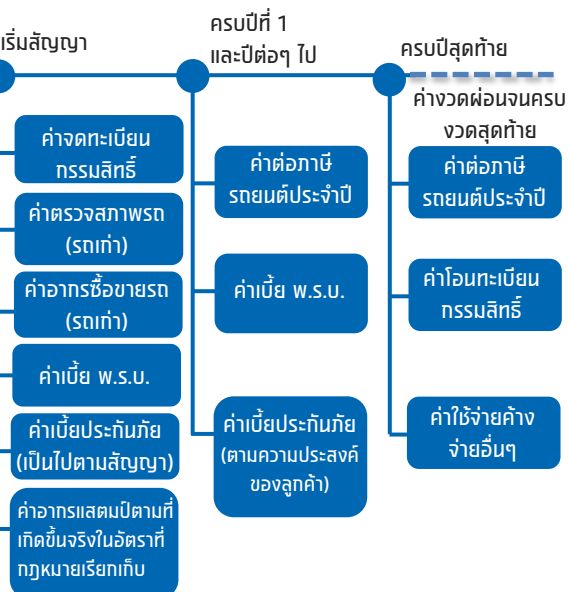 เริ่มสัญญา
ค่าจดทะเบียน
กรรมสิทธิ์
ค่าตรวจสภาพรถ
(รถเก่า)
ค่าอากรซื้อขายรถ
(รถเก่า)
ค่าเบี้ย พ.ร.บ.
ค่าเบี้ยประกันภัย
(เป็นไปตามสัญญา)
ค่าอากรแสตมป์ตามที่
เกิดขึ้นจริงในอัตราที่
กฎหมายเรียกเก็บ
ครบปีที่ 1
และปีต่อๆ ไป
ค่าต่อภาษี
รถยนต์ประจำปี
ค่าเบี้ย พ.ร.บ.
ค่าเบี้ยประกันภัย
(ตามความประสงค์
ของลูกค้า)
ครบปีสุดท้าย
ค่างวดผ่อนจนครบ
งวดสุดท้าย
ค่าต่อภาษี
รถยนต์ประจำปี
ค่าโอนทะเบียน
กรรมสิทธิ์
ค่าใช้จ่ายค้าง
จ่ายอื่นๆ